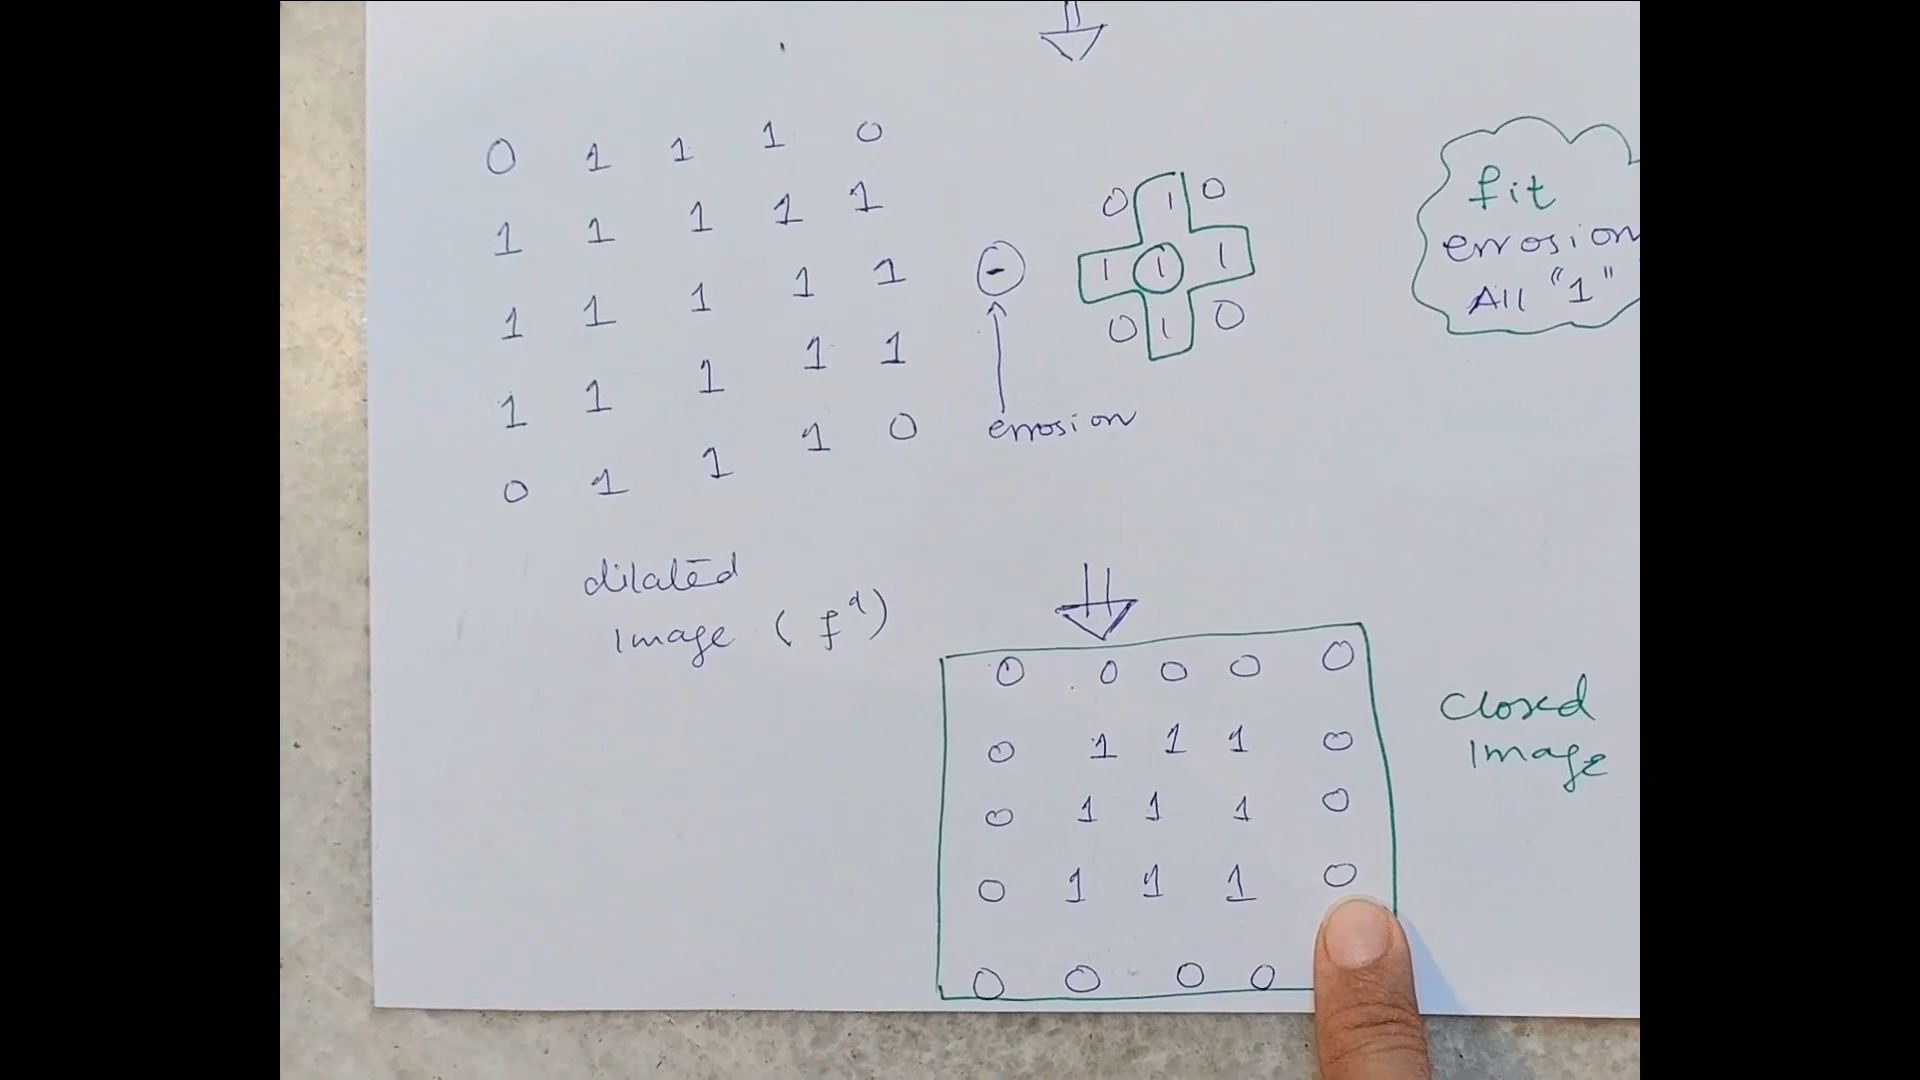 0 1 1 1 0
1 1 1 1 1
1 1 1 1 1
1 1 1 1 1
0 1 1 1 0
dilated
image (f^d)
-
errosion
0 1 0
1 1 1
0 1 0
fit
errosion
All "1"
0 0 0 0 0
0 1 1 1 0
0 1 1 1 0
0 1 1 1 0
0 0 0 0
Closed
Image